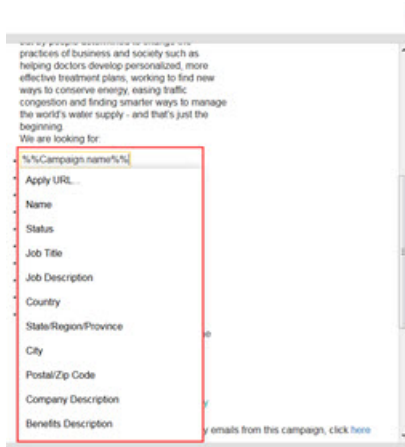 practices of business and society such as
helping doctors develop personalized, more
effective treatment plans, working to find new
ways to conserve energy, easing traffic
congestion and finding smarter ways to manage
the world's water supply - and that's just the
beginning.
We are looking for:
%%Campaign.name%%
Apply URL...
Name
Status
Job Title
Job Description
Country
State/Region/Province
City
Postal/Zip Code
Company Description
Benefits Description
y emails from this campaign, click here